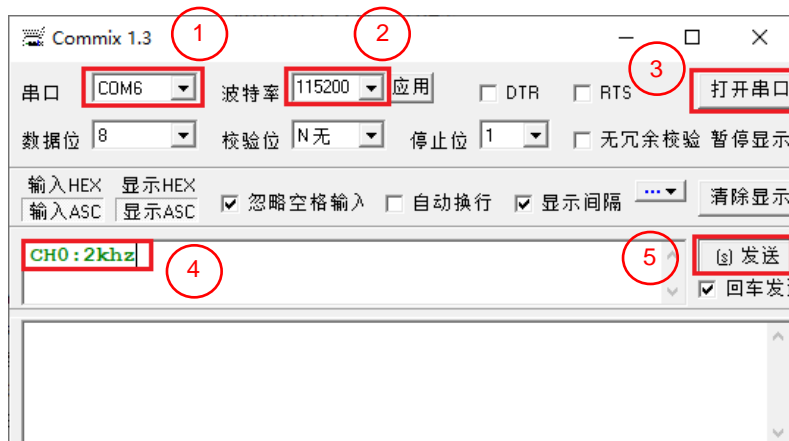 Commix 1.3
1
2
3
串口 COM6 波特率 115200 应用 DTR RTS 打开串口
数据位 8 校验位 N 无 停止位 1 无冗余校验 暂停显示
输入HEX 显示HEX
输入ASC 显示ASC 忽略空格输入 自动换行 显示间隔 ... 清除显示
CH0:2khz
4
5
(s) 发送
回车发